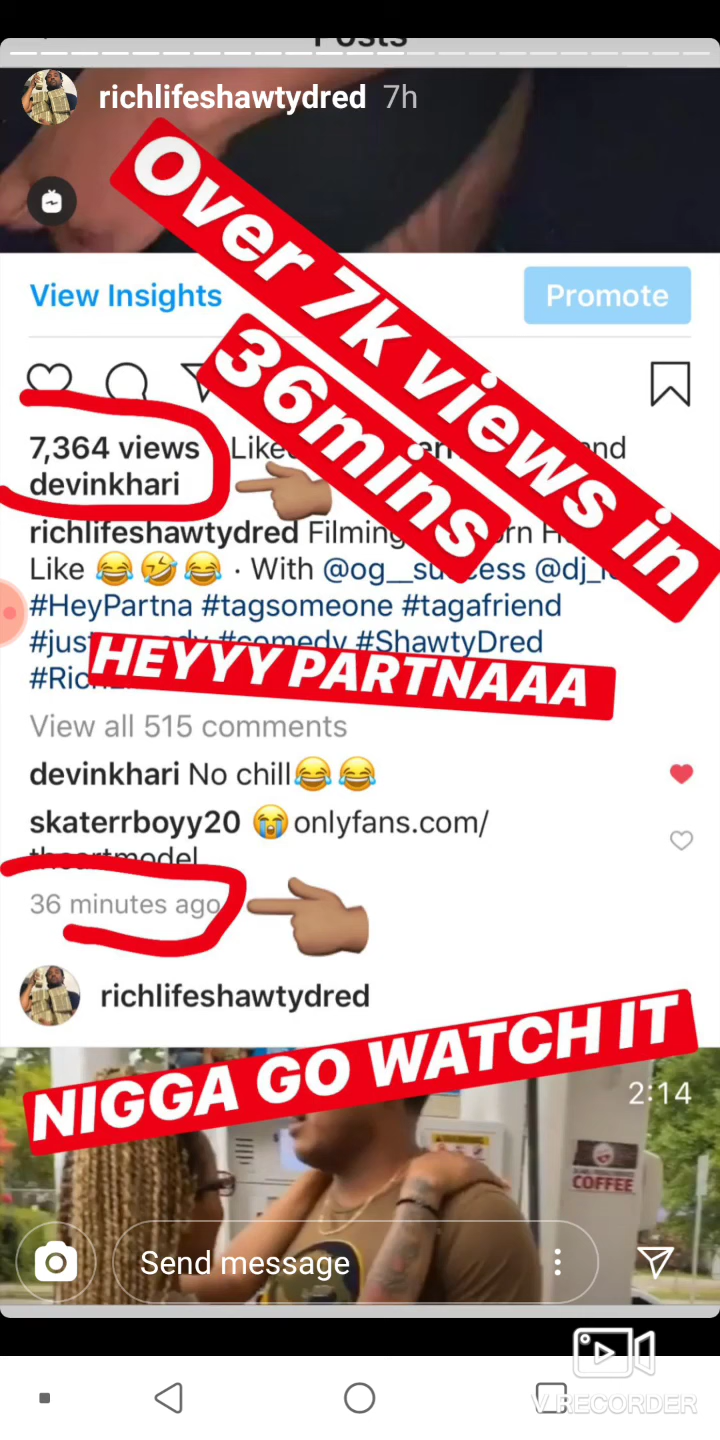 Posts
richlifeshawtydred 7h
Over 7k views in
36mins
View Insights
Promote
7,364 views
devinkhari
richlifeshawtydred Filming
Like 😂🤣😂 · With @og__success
#HeyPartna #tagsomeone #tagafriend
#comedy #ShawtyDred
HEYYY PARTNAAA
View all 515 comments
devinkhari No chill😂😂
skaterrboyy20 😭onlyfans.com/
36 minutes ago
richlifeshawtydred
NIGGA GO WATCH IT
2:14
COFFEE
Send message
V RECORDER